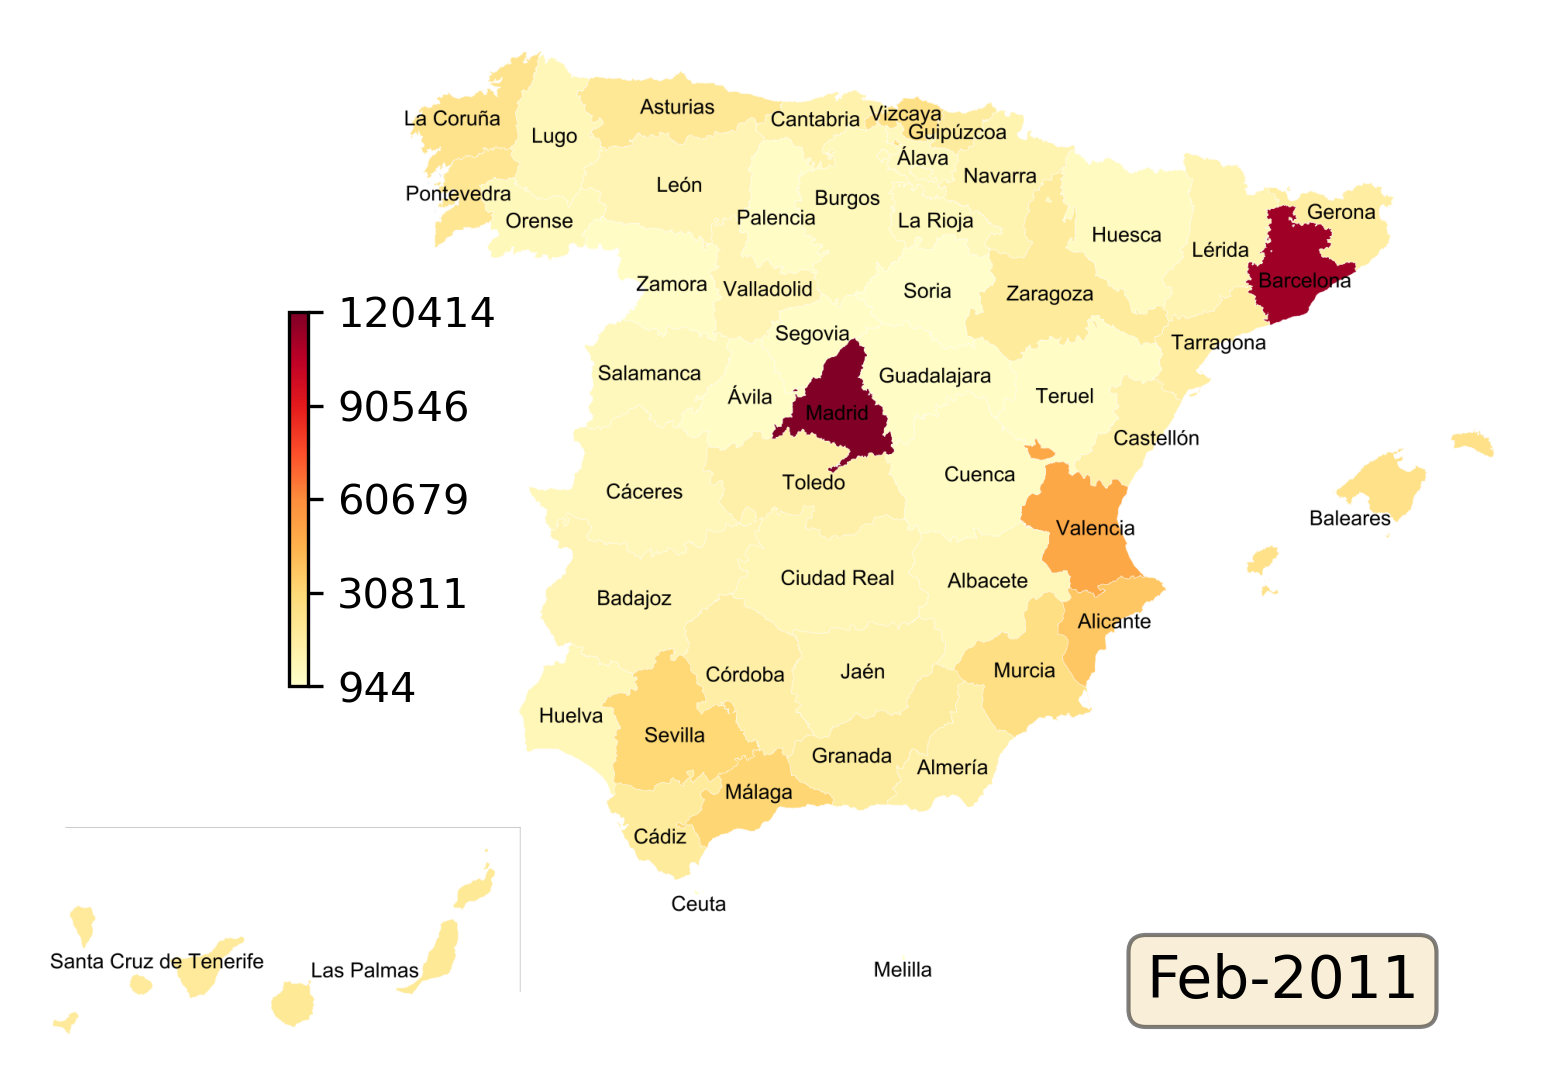 La Coruña
Lugo
Asturias
Cantabria
Vizcaya
Guipúzcoa
Álava
Navarra
Pontevedra
Orense
León
Palencia
Burgos
La Rioja
Huesca
Lérida
Gerona
Barcelona
Zamora
Valladolid
Soria
Zaragoza
Tarragona
Segovia
Salamanca
Ávila
Madrid
Guadalajara
Teruel
Castellón
Cáceres
Toledo
Cuenca
Valencia
Baleares
Badajoz
Ciudad Real
Albacete
Alicante
Huelva
Sevilla
Córdoba
Jaén
Murcia
Málaga
Granada
Almería
Cádiz
Ceuta
Melilla
Santa Cruz de Tenerife
Las Palmas
120414
90546
60679
30811
944
Feb-2011